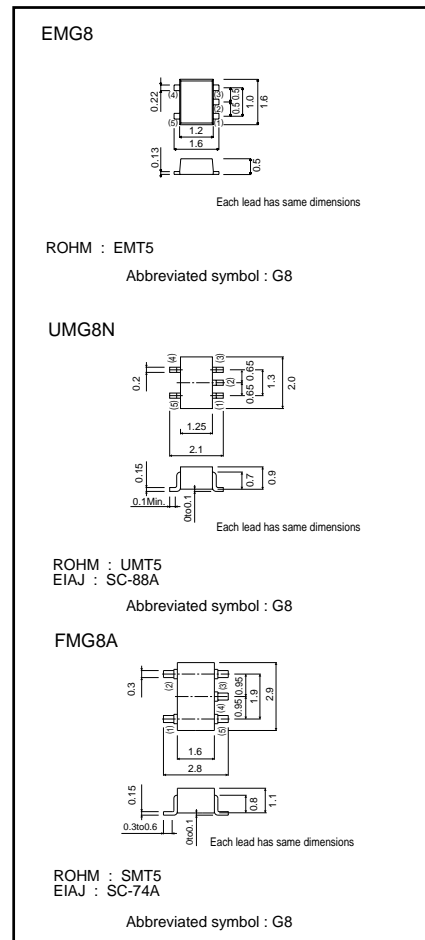 EMG8
0.22
(4)
(3)
(2)
(5)
(1)
0.5 0.5
1.0
1.6
1.2
1.6
0.13
0.5
Each lead has same dimensions
ROHM : EMT5
Abbreviated symbol : G8
UMG8N
0.2
(4)
(3)
(2)
(5)
(1)
0.65 0.65
1.3
2.0
1.25
2.1
0.15
0.1Min.
0to0.1
0.7
0.9
Each lead has same dimensions
ROHM : UMT5
EIAJ : SC-88A
Abbreviated symbol : G8
FMG8A
0.3
(2)
(3)
(4)
(1)
(5)
0.95 0.95
1.9
2.9
1.6
2.8
0.15
0.3to0.6
0to0.1
0.8
1.1
Each lead has same dimensions
ROHM : SMT5
EIAJ : SC-74A
Abbreviated symbol : G8